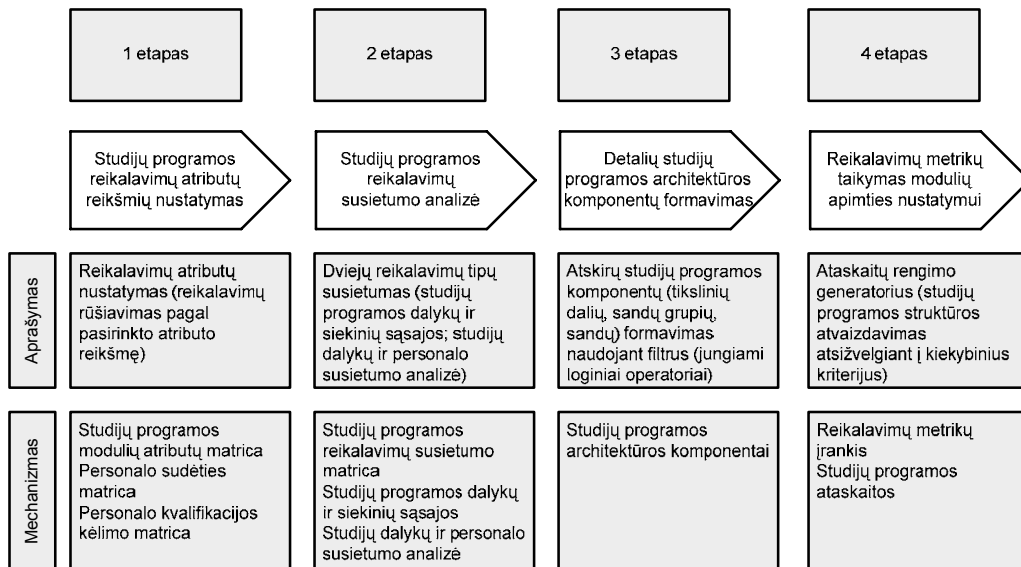 1 etapas
2 etapas
3 etapas
4 etapas
Studijų programos
reikalavimų atributų
reikšmių nustatymas
Studijų programos
reikalavimų
susietumo analizė
Detalių studijų
programos architektūros
komponentų formavimas
Reikalavimų metrikų
taikymas modulių
apimties nustatymui
Aprašymas
Reikalavimų atributų
nustatymas (reikalavimų
rūšiavimas pagal
pasirinkto atributo
reikšmę)
Dviejų reikalavimų tipų
susietumas (studijų
programos dalykų ir
siekinių sąsajos; studijų
dalykų ir personalo
susietumo analizė)
Atskirų studijų programos
komponentų (tikslinių
dalių, sandų grupių,
sandų) formavimas
naudojant filtrus (jungiami
loginiai operatoriai)
Ataskaitų rengimo
generatorius (studijų
programos struktūros
atvaizdavimas
atsižvelgiant į kiekybinius
kriterijus)
Mechanizmas
Studijų programos
modulių atributų matrica
Personalo sudėties
matrica
Personalo kvalifikacijos
kėlimo matrica
Studijų programos
reikalavimų susietumo
matrica
Studijų programos dalykų
ir siekinių sąsajos
Studijų dalykų ir personalo
susietumo analizė
Studijų programos
architektūros komponentai
Reikalavimų metrikų
įrankis
Studijų programos
ataskaitos